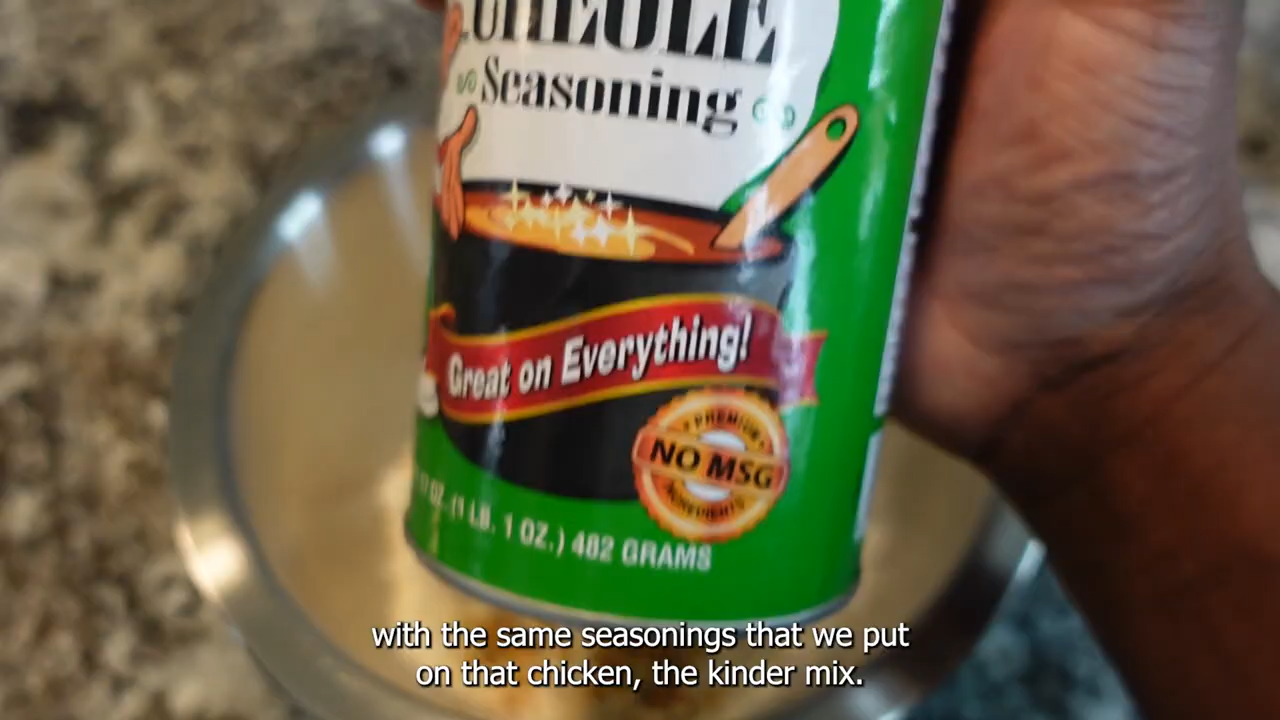 Seasoning
Great on Everything!
PREMIUM
NO MSG
INGREDIENTS
OZ. (1 LB. 1 OZ.) 482 GRAMS
with the same seasonings that we put
on that chicken, the kinder mix.